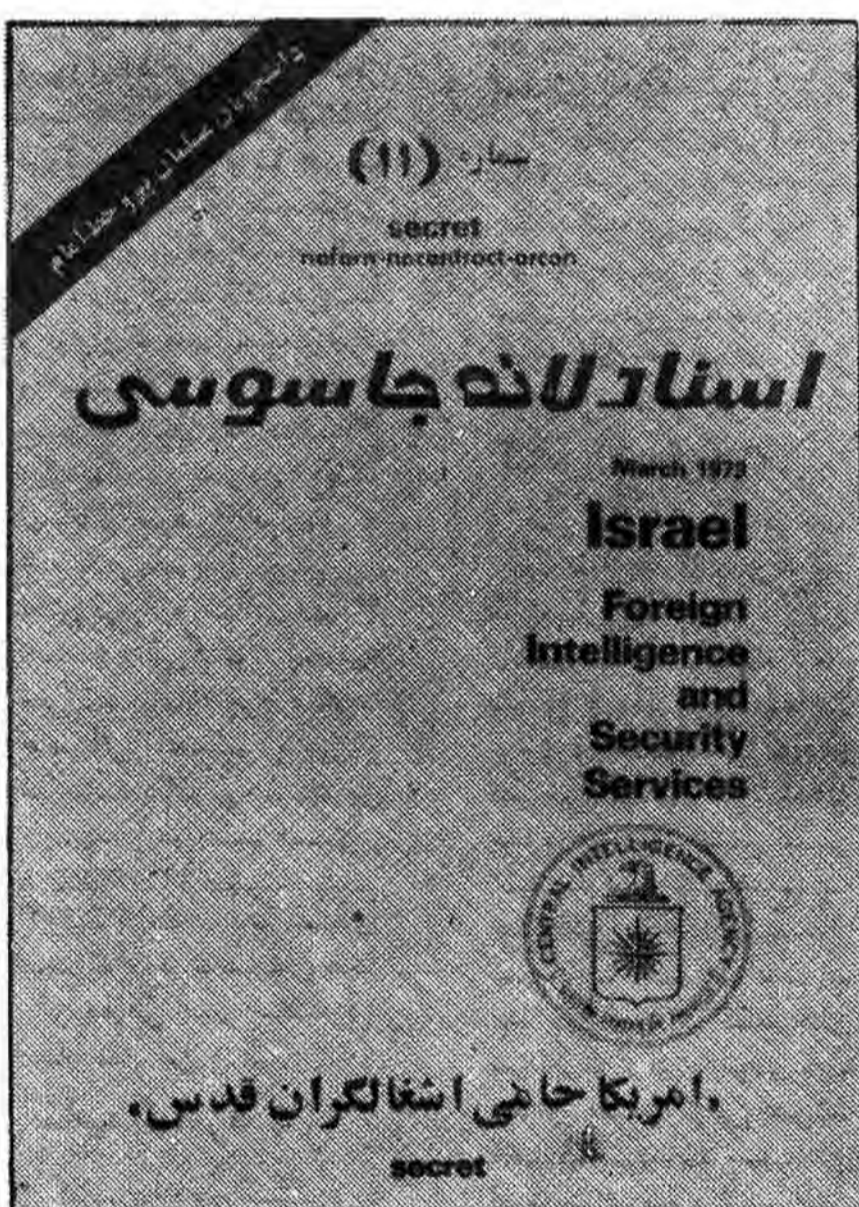 دانشجویان مسلمان پیرو خط امام
شماره (۱۱)
secret
noforn-nocontract-orcon
اسناد لانه جاسوسی
March 1979
Israel
Foreign
Intelligence
and
Security
Services
CENTRAL INTELLIGENCE AGENCY
«امریکا حامی اشغالگران قدس»
secret